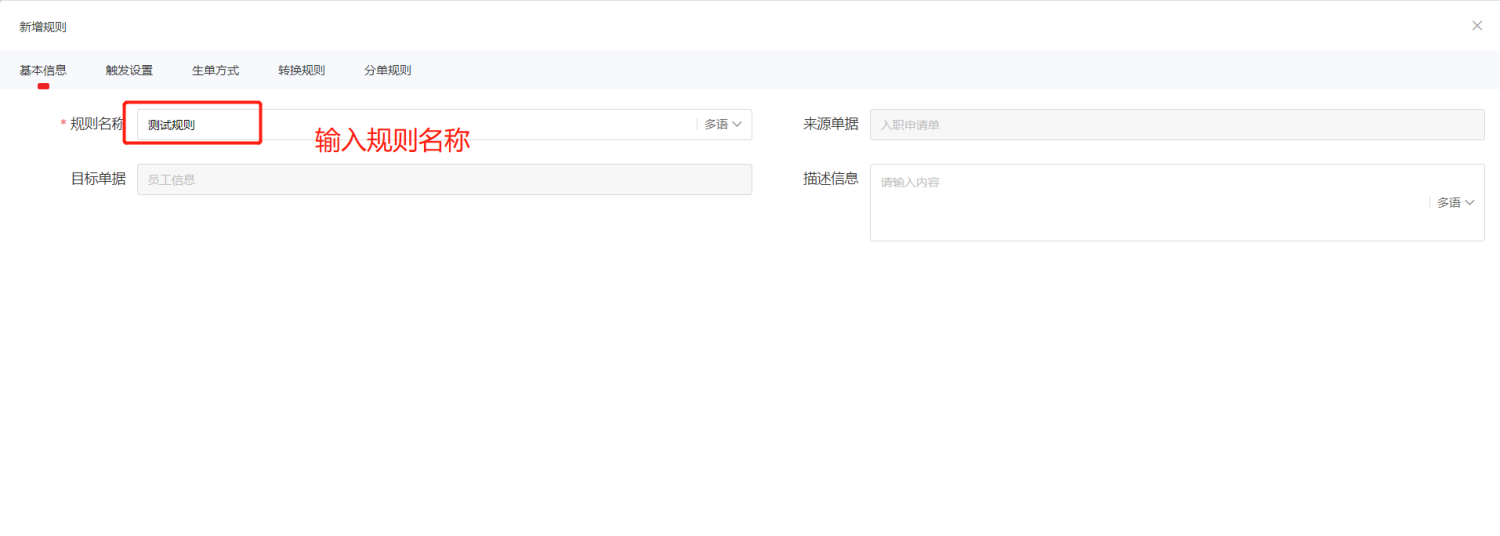 新增规则
基本信息 触发设置 生单方式 转换规则 分单规则
* 规则名称 测试规则 多语 来源单据 入职申请单
输入规则名称
目标单据 员工信息 描述信息 请输入内容
多语